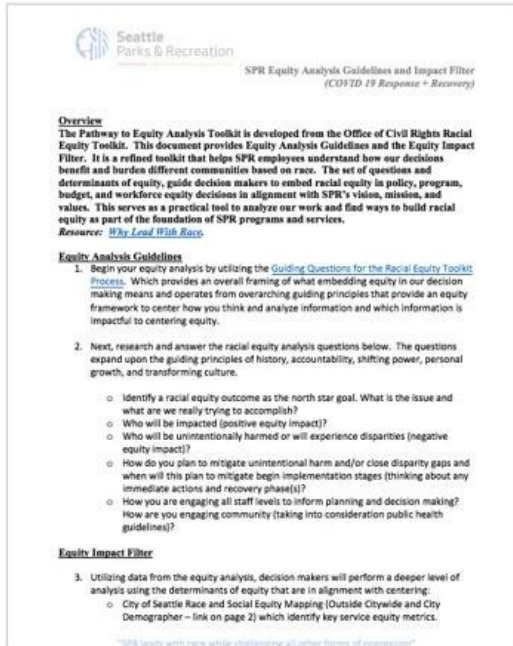 Seattle
Parks & Recreation
SPR Equity Analysis Guidelines and Impact Filter
(COVID 19 Response + Recovery)
Overview
The Pathway to Equity Analysis Toolkit is developed from the Office of Civil Rights Racial
Equity Toolkit. This document provides Equity Analysis Guidelines and the Equity Impact
Filter. It is a refined toolkit that helps SPR employees understand how our decisions
benefit and burden different communities based on race. The set of questions and
determinants of equity, guide decision makers to embed racial equity in policy, program,
budget, and workforce equity decisions in alignment with SPR's vision, mission, and
values. This serves as a practical tool to analyze our work and find ways to build racial
equity as part of the foundation of SPR programs and services.
Resource: Why Lead With Race.
Equity Analysis Guidelines
1. Begin your equity analysis by utilizing the Guiding Questions for the Racial Equity Toolkit
Process. Which provides an overall framing of what embedding equity in our decision
making means and operates from overarching guiding principles that provide an equity
framework to center how you think and analyze information and which information is
impactful to centering equity.
2. Next, research and answer the racial equity analysis questions below. The questions
expand upon the guiding principles of history, accountability, shifting power, personal
growth, and transforming culture.
o Identify a racial equity outcome as the north star goal. What is the issue and
what are we really trying to accomplish?
o Who will be impacted (positive equity impact)?
o Who will be unintentionally harmed or will experience disparities (negative
equity impact)?
o How do you plan to mitigate unintentional harm and/or close disparity gaps and
when will this plan to mitigate begin implementation stages (thinking about any
immediate actions and recovery phase(s)?
o How you are engaging all staff levels to inform planning and decision making?
How are you engaging community (taking into consideration public health
guidelines)?
Equity Impact Filter
3. Utilizing data from the equity analysis, decision makers will perform a deeper level of
analysis using the determinants of equity that are in alignment with centering:
o City of Seattle Race and Social Equity Mapping (Outside Citywide and City
Demographer – link on page 2) which identify key service equity metrics.
"SPR leads with race while challenging all other forms of oppression"